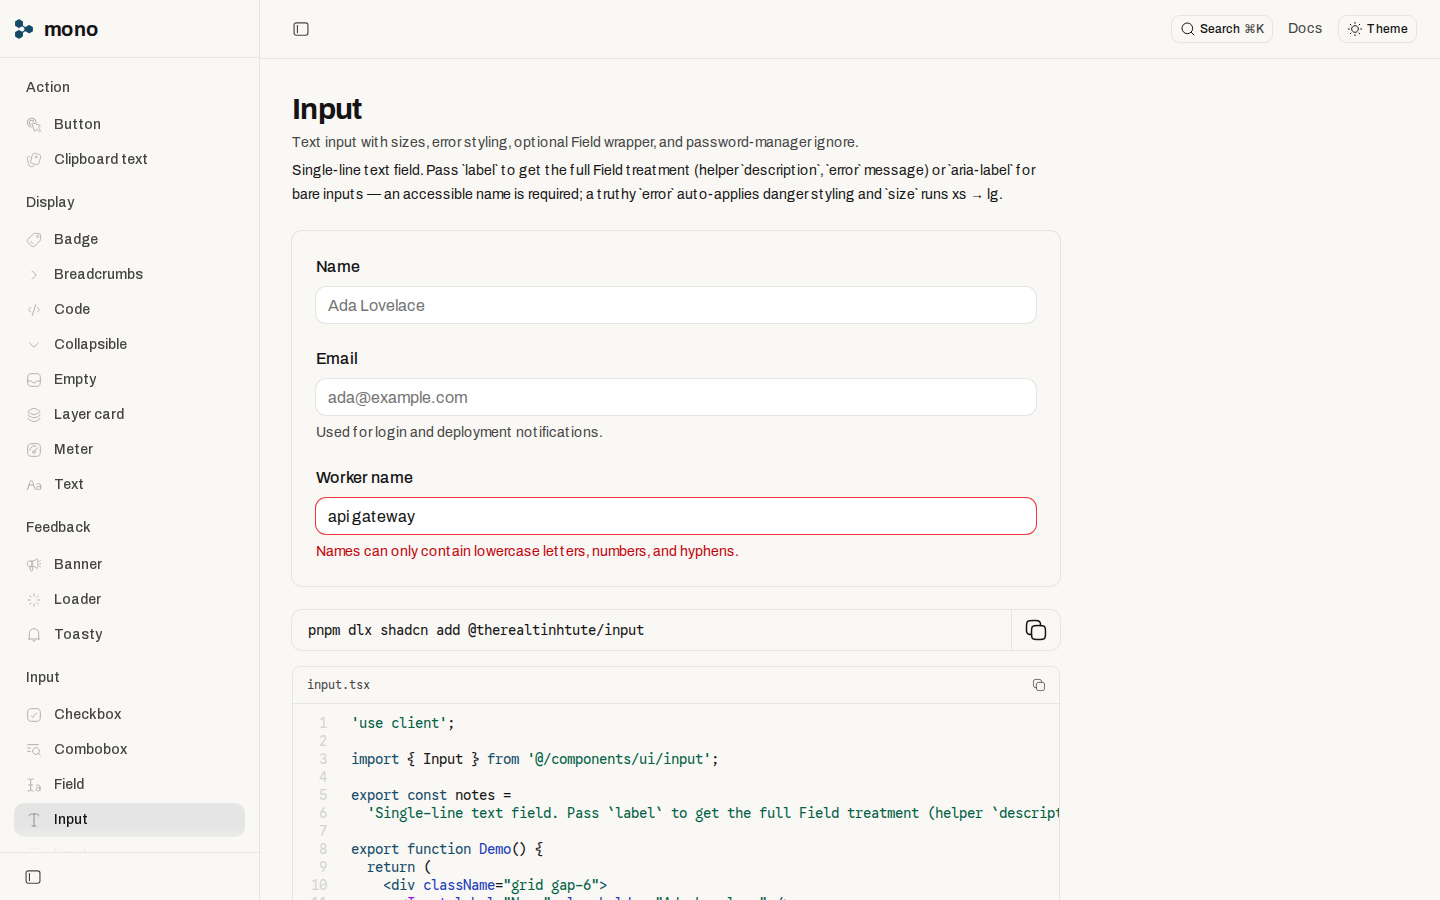 mono
Search ⌘K
Docs
Theme
Action
Button
Clipboard text
Display
Badge
Breadcrumbs
Code
Collapsible
Empty
Layer card
Meter
Text
Feedback
Banner
Loader
Toasty
Input
Checkbox
Combobox
Field
Input
Input
Text input with sizes, error styling, optional Field wrapper, and password-manager ignore.
Single-line text field. Pass `label` to get the full Field treatment (helper `description`, `error` message) or `aria-label` for
bare inputs — an accessible name is required; a truthy `error` auto-applies danger styling and `size` runs xs → lg.
Name
Ada Lovelace
Email
ada@example.com
Used for login and deployment notifications.
Worker name
api gateway
Names can only contain lowercase letters, numbers, and hyphens.
pnpm dlx shadcn add @therealtinhtute/input
input.tsx
1 'use client';
2
3 import { Input } from '@/components/ui/input';
4
5 export const notes =
6 'Single-line text field. Pass `label` to get the full Field treatment (helper `descript
7
8 export function Demo() {
9 return (
10 <div className="grid gap-6">